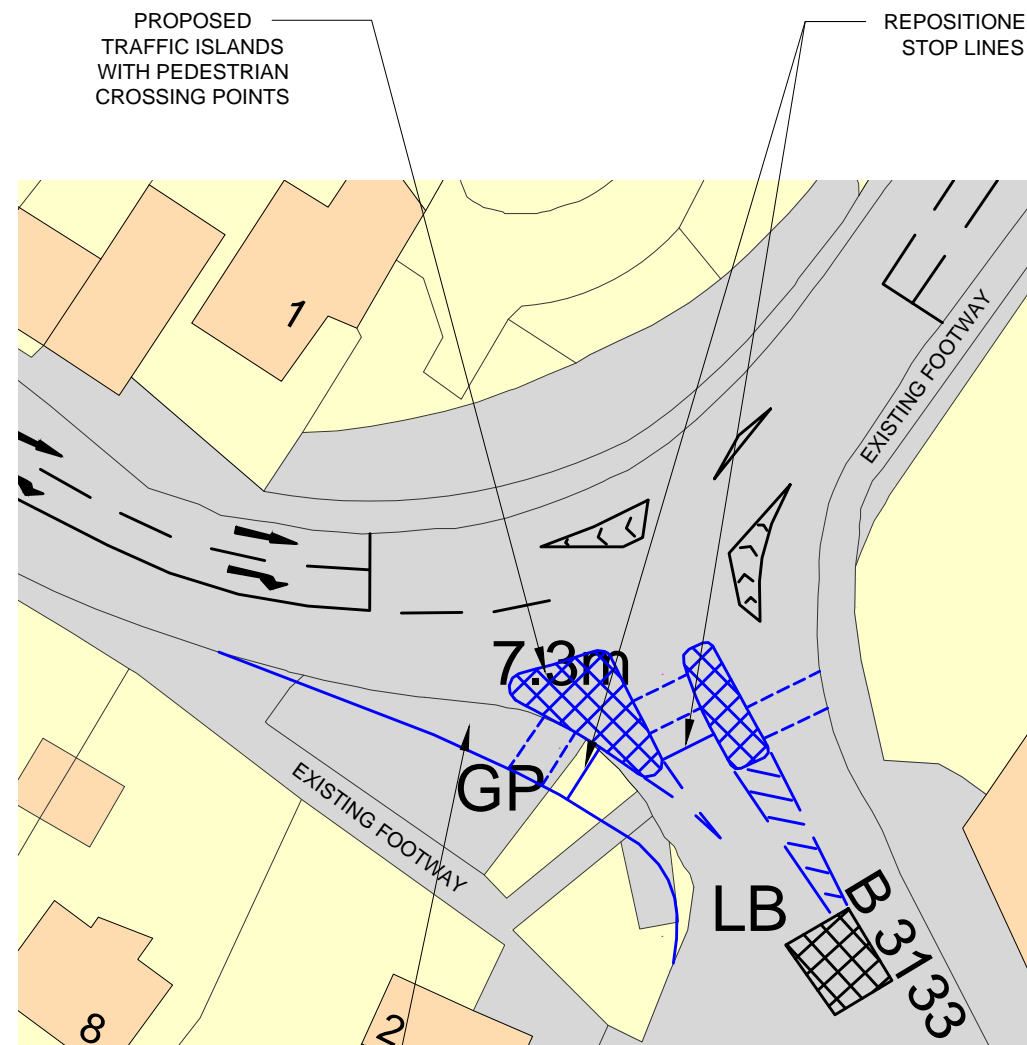 PROPOSED
TRAFFIC ISLANDS
WITH PEDESTRIAN
CROSSING POINTS
REPOSITIONE
STOP LINES
1
EXISTING FOOTWAY
7.3m
GP
EXISTING FOOTWAY
LB
B 3133
8
2